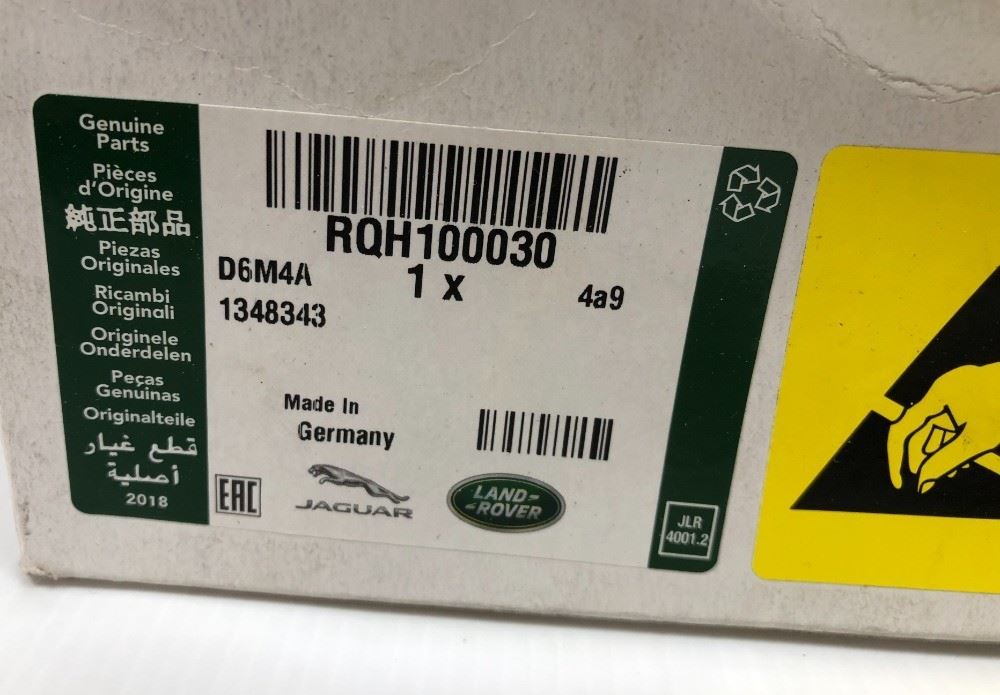 Genuine
Parts
Pièces
d'Origine
純正部品
Piezas
Originales
Ricambi
Originali
Originele
Onderdelen
Peças
Genuinas
Originalteile
قطع غيار
أصلية
2018
RQH100030
D6M4A
1 x
4a9
1348343
Made In
Germany
EAC
JAGUAR
LAND-
-ROVER
JLR
4001.2